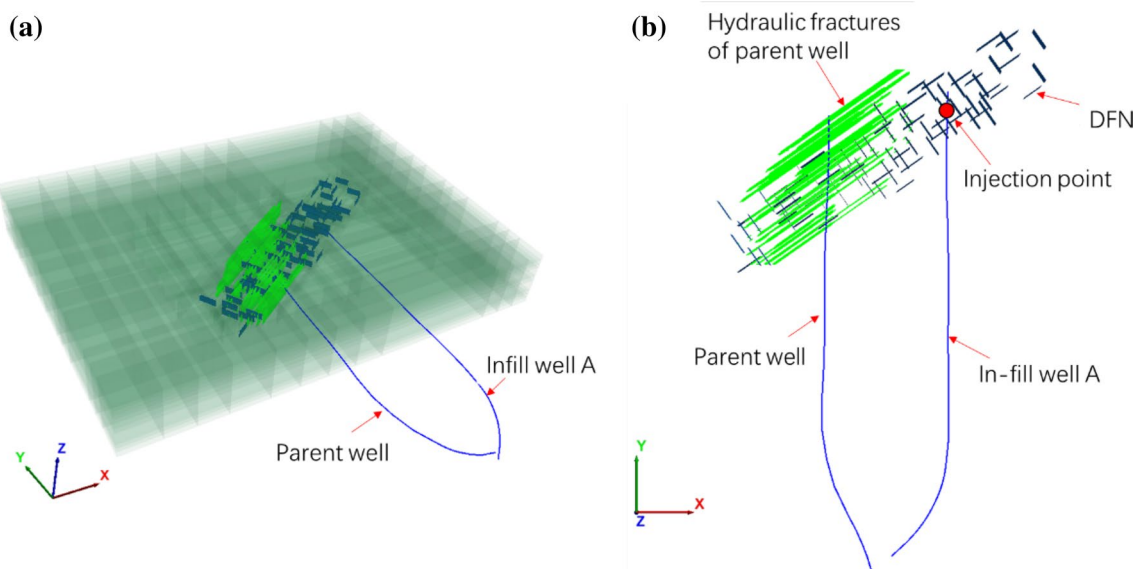 (a)
Infill well A
Parent well
Y
Z
X
(b)
Hydraulic fractures
of parent well
DFN
Injection point
Parent well
In-fill well A
Y
X
Z